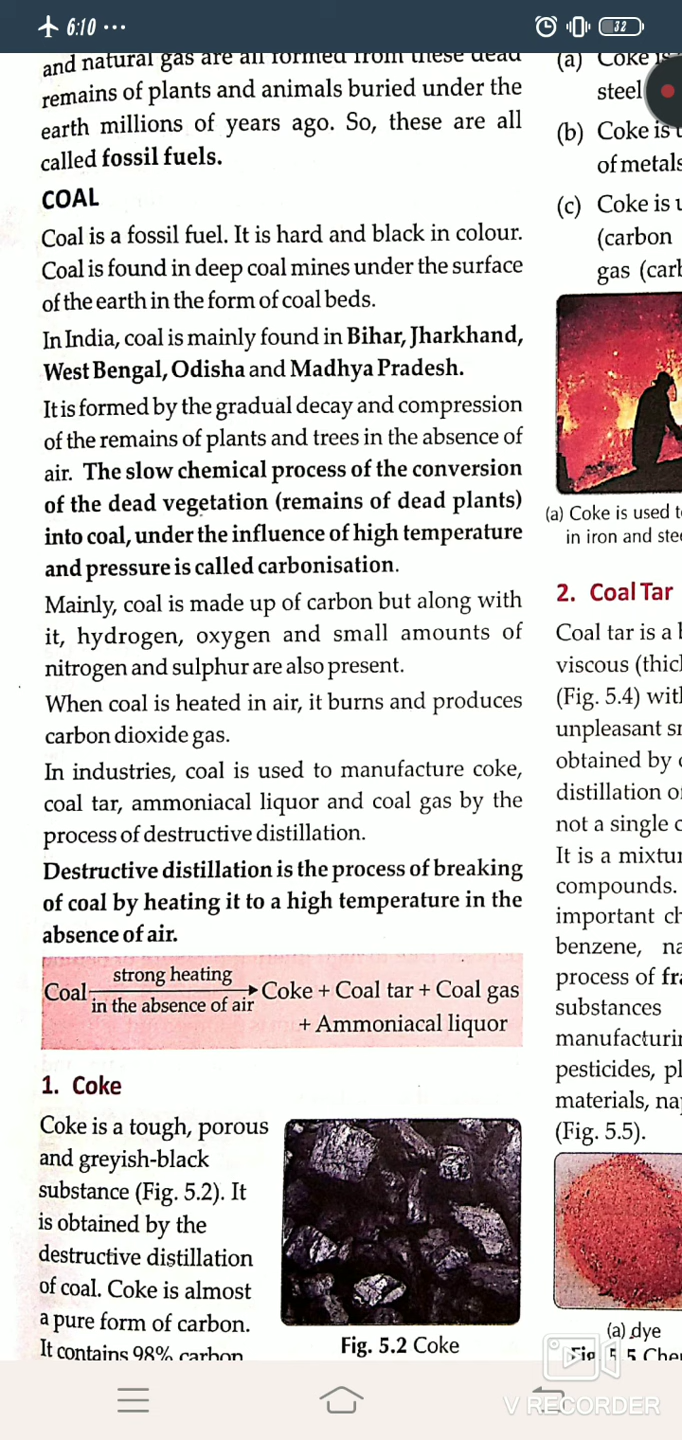 6:10 ...
32
and natural gas are all formed from these dead
remains of plants and animals buried under the
earth millions of years ago. So, these are all
called fossil fuels.
COAL
Coal is a fossil fuel. It is hard and black in colour.
Coal is found in deep coal mines under the surface
of the earth in the form of coal beds.
In India, coal is mainly found in Bihar, Jharkhand,
West Bengal, Odisha and Madhya Pradesh.
It is formed by the gradual decay and compression
of the remains of plants and trees in the absence of
air. The slow chemical process of the conversion
of the dead vegetation (remains of dead plants)
into coal, under the influence of high temperature
and pressure is called carbonisation.
Mainly, coal is made up of carbon but along with
it, hydrogen, oxygen and small amounts of
nitrogen and sulphur are also present.
When coal is heated in air, it burns and produces
carbon dioxide gas.
In industries, coal is used to manufacture coke,
coal tar, ammoniacal liquor and coal gas by the
process of destructive distillation.
Destructive distillation is the process of breaking
of coal by heating it to a high temperature in the
absence of air.
strong heating
Coal Coke + Coal tar + Coal gas
in the absence of air
+ Ammoniacal liquor
1. Coke
Coke is a tough, porous
and greyish-black
substance (Fig. 5.2). It
is obtained by the
destructive distillation
of coal. Coke is almost
a pure form of carbon.
It contains 98% carbon
Fig. 5.2 Coke
(a) Coke is
steel
(b) Coke is
of metals
(c) Coke is
(carbon
gas (carb
(a) Coke is used
in iron and stee
2. Coal Tar
Coal tar is a
viscous (thick
(Fig. 5.4) with
unpleasant
obtained by
distillation
not a single
It is a mixtur
compounds.
important
benzene,
process of
substances
manufacturin
pesticides,
materials,
(Fig. 5.5).
(a) dye
Fig 5.5 Che
V RECORDER